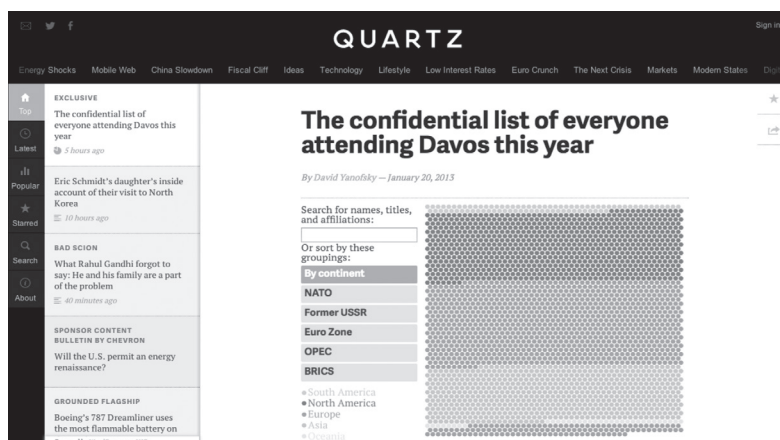 QUARTZ
Sign in
Energy Shocks Mobile Web China Slowdown Fiscal Cliff Ideas Technology Lifestyle Low Interest Rates Euro Crunch The Next Crisis Markets Modern States Digi
Top
Latest
Popular
Starred
Search
About
EXCLUSIVE
The confidential list of
everyone attending Davos this
year
5 hours ago
Eric Schmidt's daughter's inside
account of their visit to North
Korea
10 hours ago
BAD SCION
What Rahul Gandhi forgot to
say: He and his family are a part
of the problem
40 minutes ago
SPONSOR CONTENT
BULLETIN BY CHEVRON
Will the U.S. permit an energy
renaissance?
GROUNDED FLAGSHIP
Boeing's 787 Dreamliner uses
the most flammable battery on
The confidential list of everyone
attending Davos this year
By David Yanofsky — January 20, 2013
Search for names, titles,
and affiliations:
Or sort by these
groupings:
By continent
NATO
Former USSR
Euro Zone
OPEC
BRICS
South America
North America
Europe
Asia
Oceania